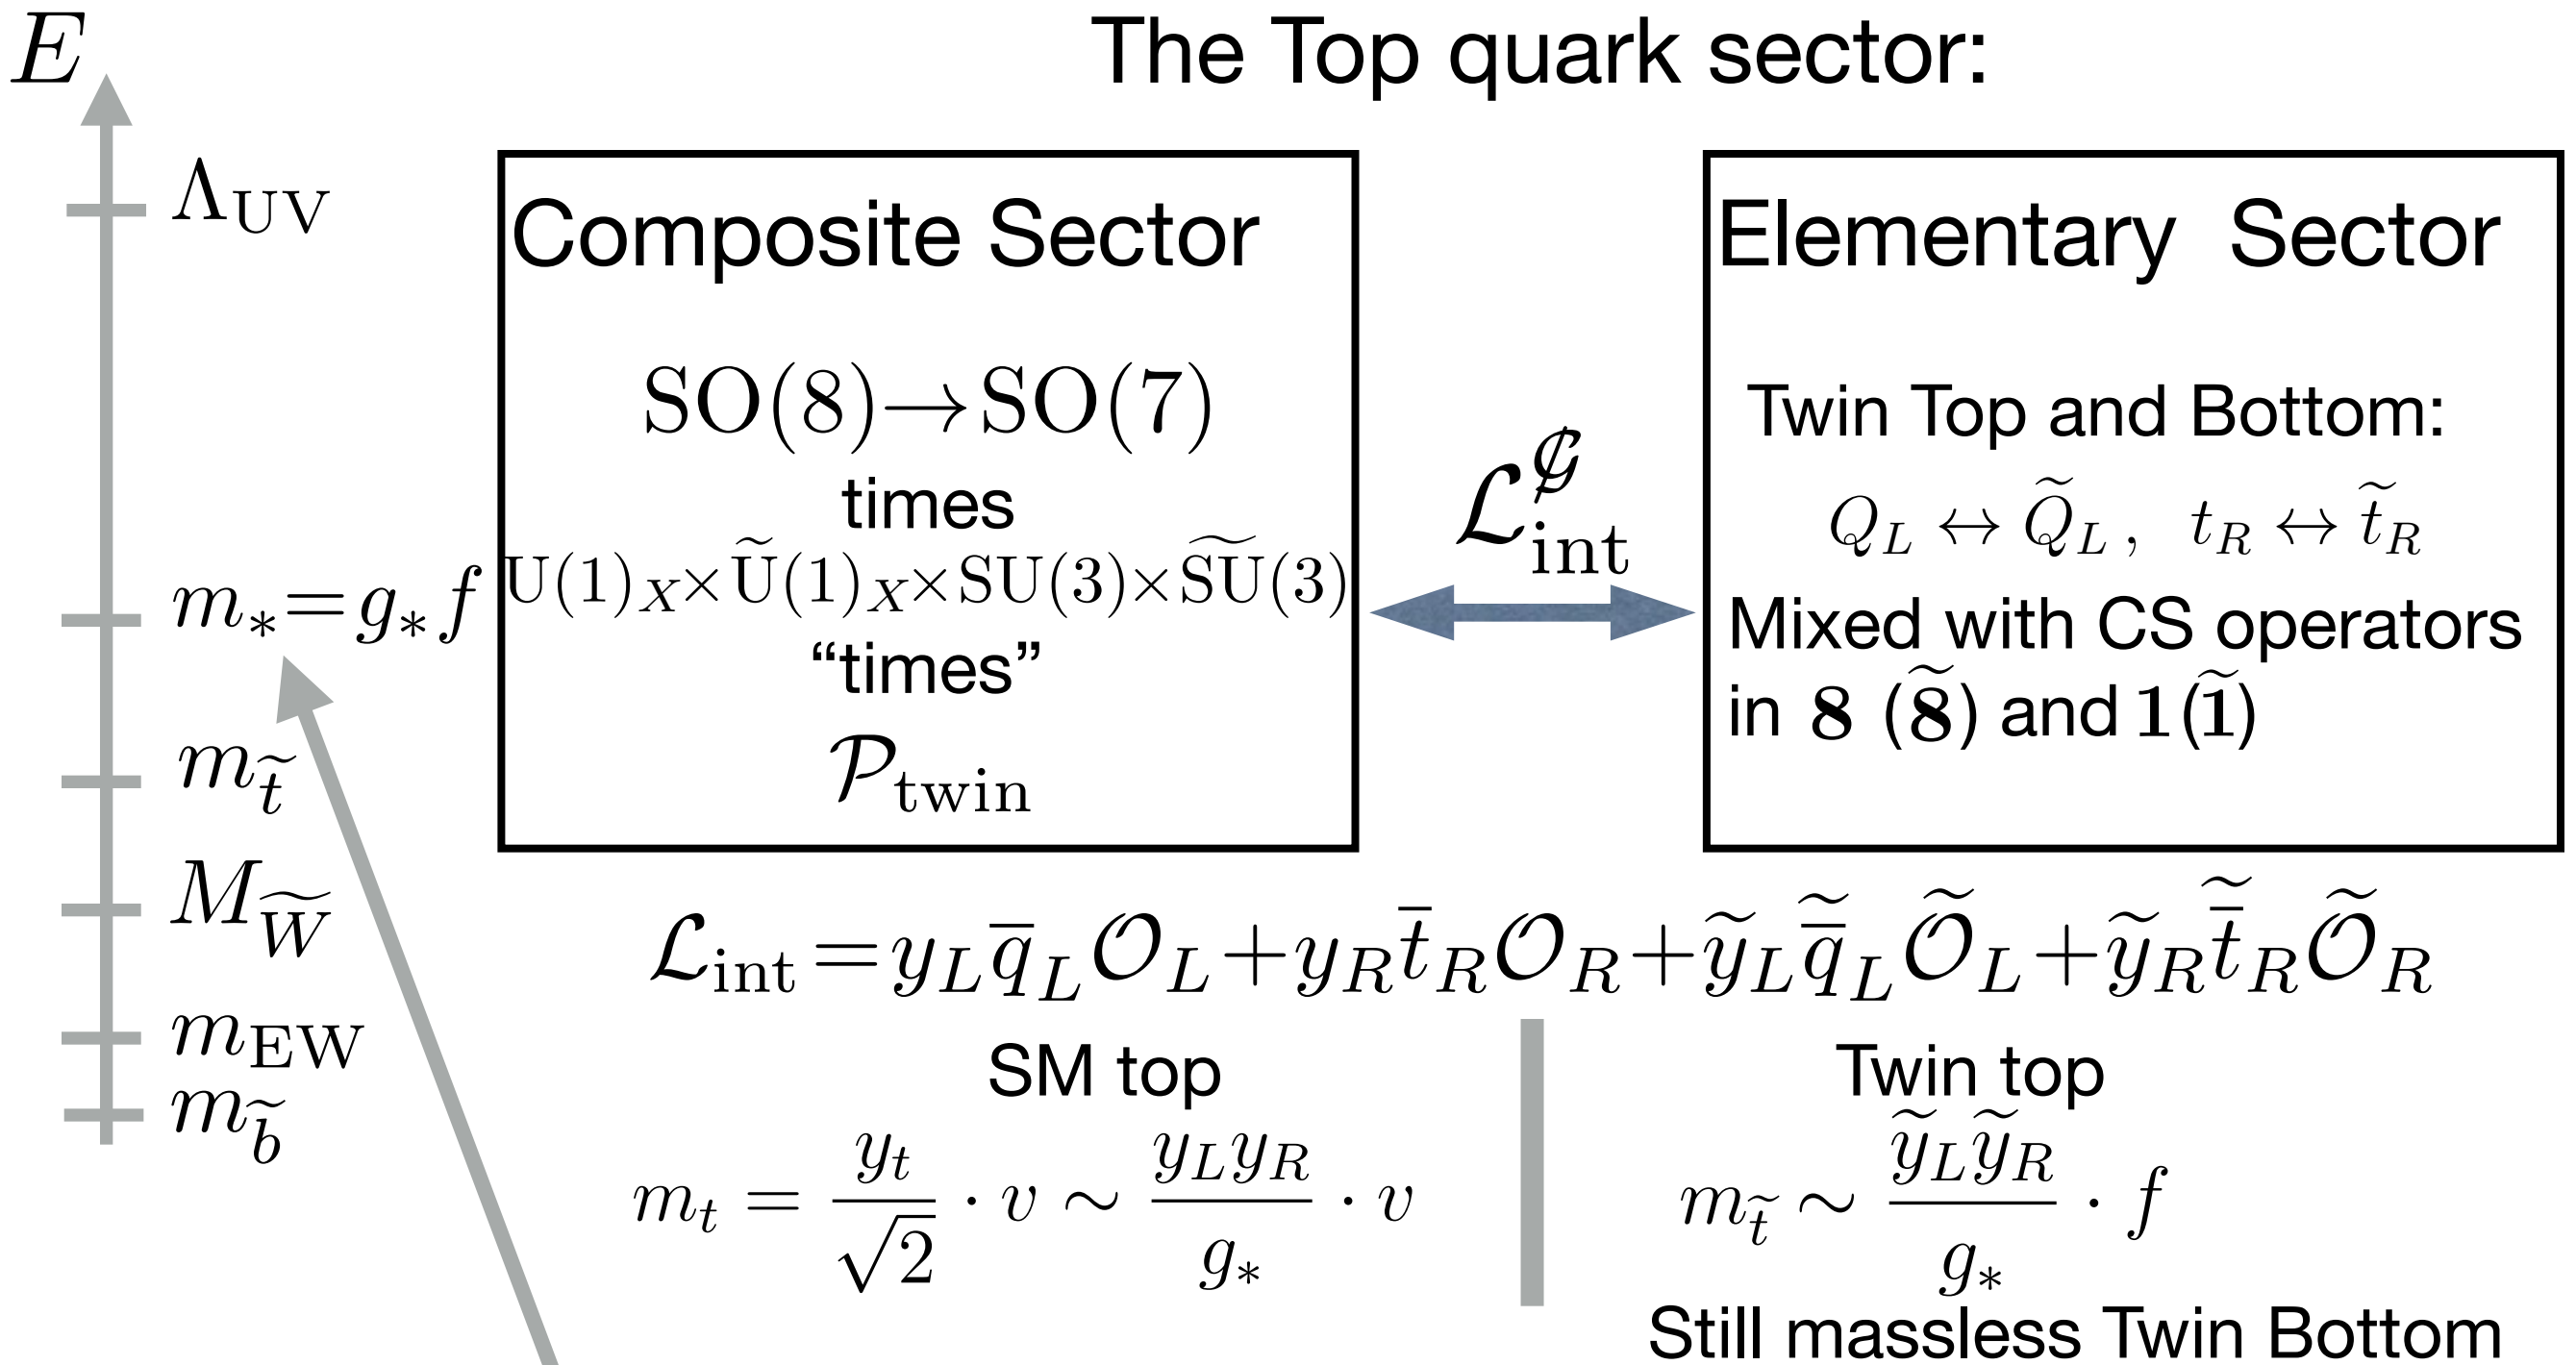 The Top quark sector:
E
Λ_UV
m_* = g_* f
m_t̃
M_W̃
m_EW
m_b̃
Composite Sector
SO(8)→SO(7)
times
U(1)_X × Ũ(1)_X × SU(3) × S͠U(3)
“times”
𝒫_twin
ℒ_int^𝒢̸
Elementary Sector
Twin Top and Bottom:
Q_L ↔ Q̃_L , t_R ↔ t̃_R
Mixed with CS operators
in 8 (8̃) and 1(1̃)
ℒ_int = y_L q̄_L 𝒪_L + y_R t̄_R 𝒪_R + ỹ_L q̄̃_L 𝒪̃_L + ỹ_R t̄̃_R 𝒪̃_R
SM top
m_t = y_t/√2 · v ∼ y_L y_R/g_* · v
Twin top
m_t̃ ∼ ỹ_L ỹ_R/g_* · f
Still massless Twin Bottom